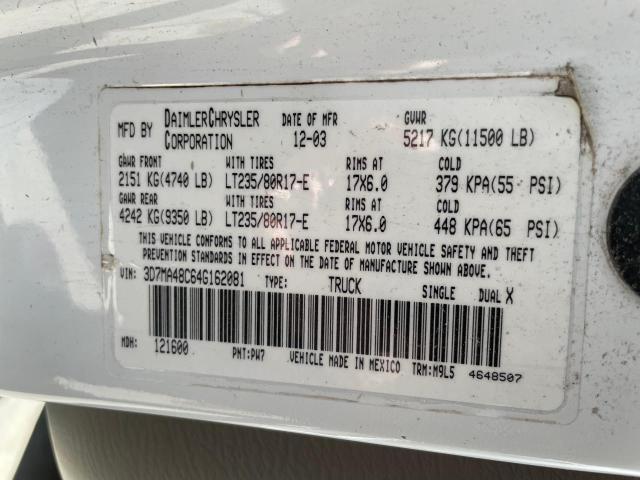 MFD BY DAIMLERCHRYSLER CORPORATION DATE OF MFR 12-03 GVWR 5217 KG(11500 LB)
GAWR FRONT WITH TIRES RIMS AT COLD
2151 KG(4740 LB) LT235/80R17-E 17X6.0 379 KPA(55 PSI)
GAWR REAR WITH TIRES RIMS AT COLD
4242 KG(9350 LB) LT235/80R17-E 17X6.0 448 KPA(65 PSI)
THIS VEHICLE CONFORMS TO ALL APPLICABLE FEDERAL MOTOR VEHICLE SAFETY AND THEFT
PREVENTION STANDARDS IN EFFECT ON THE DATE OF MANUFACTURE SHOWN ABOVE.
VIN: 3D7MA48C64G162081 TYPE: TRUCK SINGLE DUAL X
MDH: 121600 PNT:PW7 VEHICLE MADE IN MEXICO TRM:M9L5 4648507